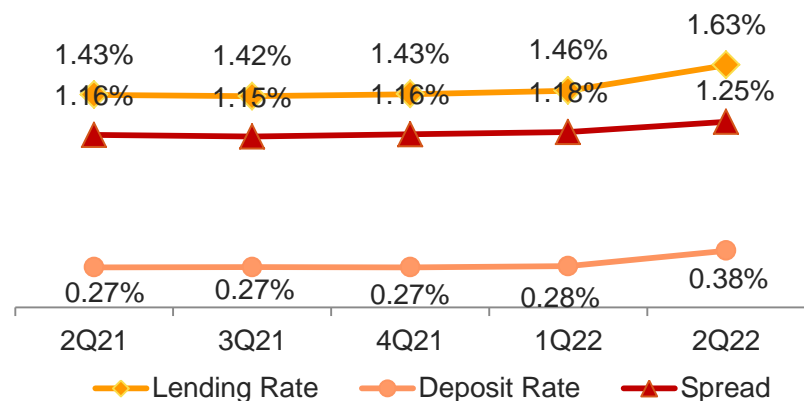 1.43% 1.42% 1.43% 1.46% 1.63%
1.16% 1.15% 1.16% 1.18% 1.25%
0.27% 0.27% 0.27% 0.28% 0.38%
2Q21 3Q21 4Q21 1Q22 2Q22
Lending Rate Deposit Rate Spread